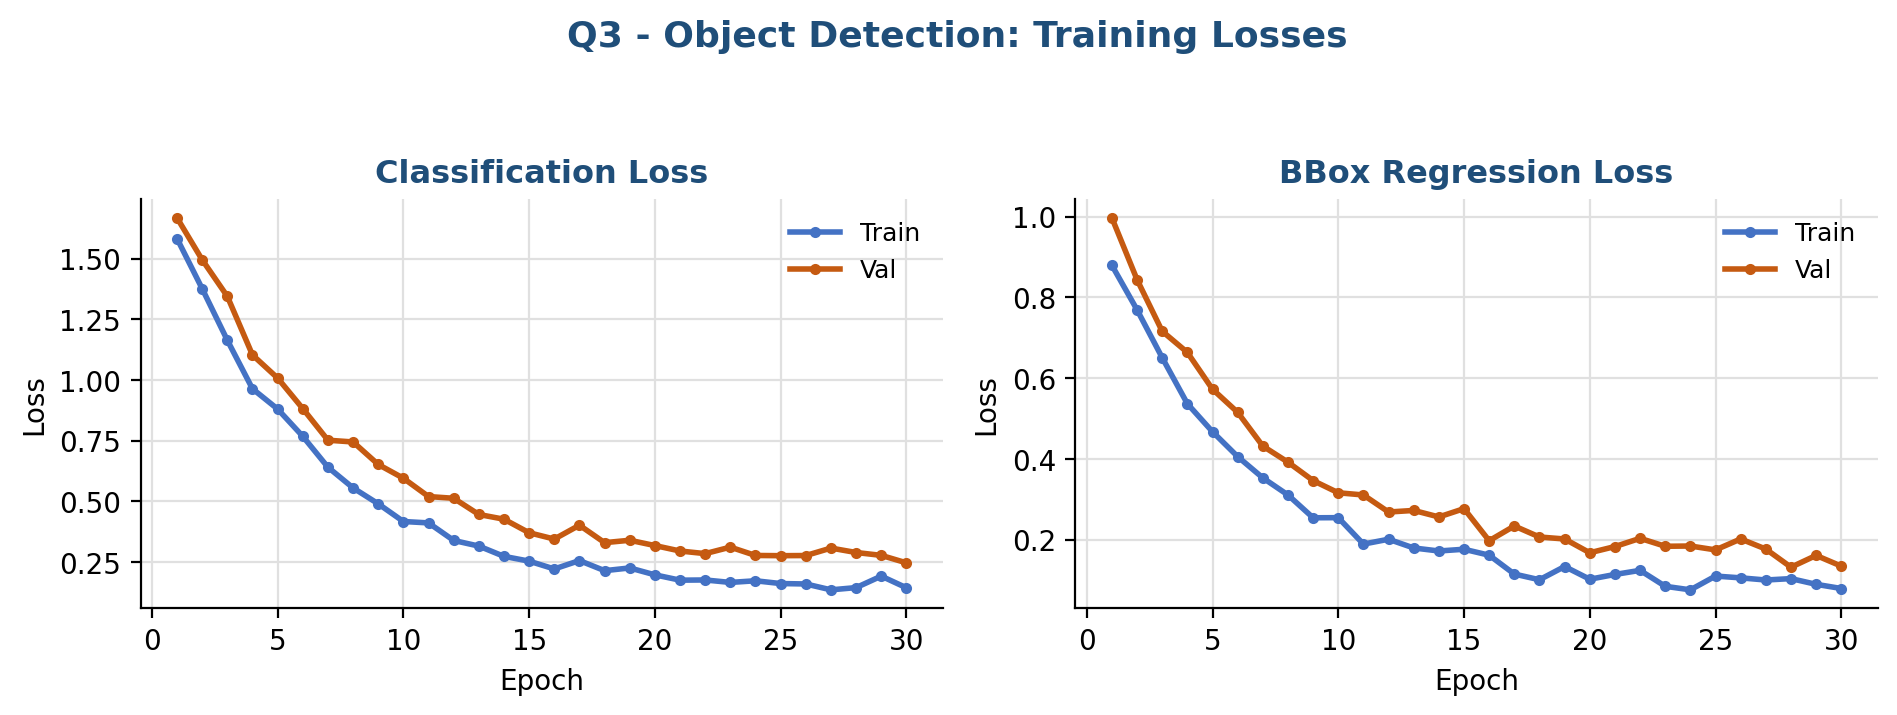 Q3 - Object Detection: Training Losses
Classification Loss
Train
Val
1.50
1.25
1.00
0.75
0.50
0.25
Loss
0 5 10 15 20 25 30
Epoch
BBox Regression Loss
Train
Val
1.0
0.8
0.6
0.4
0.2
Loss
0 5 10 15 20 25 30
Epoch